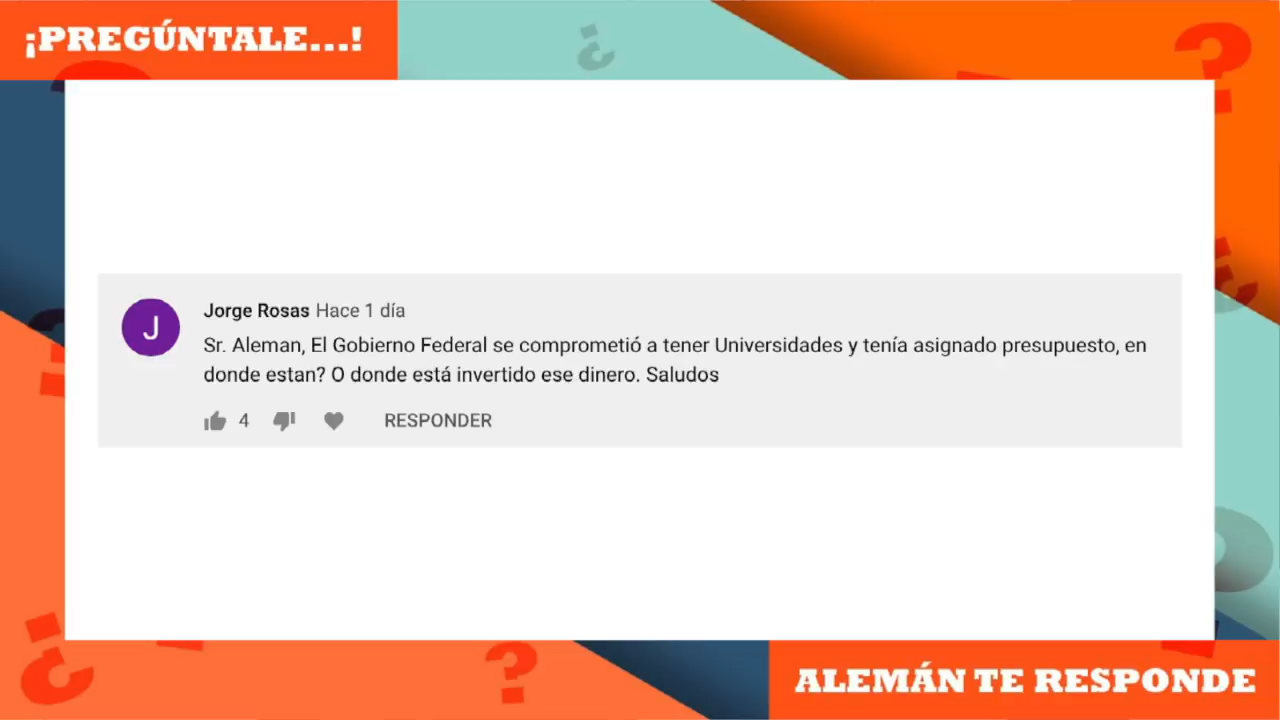 ¡PREGÚNTALE...!
J
Jorge Rosas Hace 1 día
Sr. Aleman, El Gobierno Federal se comprometió a tener Universidades y tenía asignado presupuesto, en
donde estan? O donde está invertido ese dinero. Saludos
4 RESPONDER
ALEMÁN TE RESPONDE